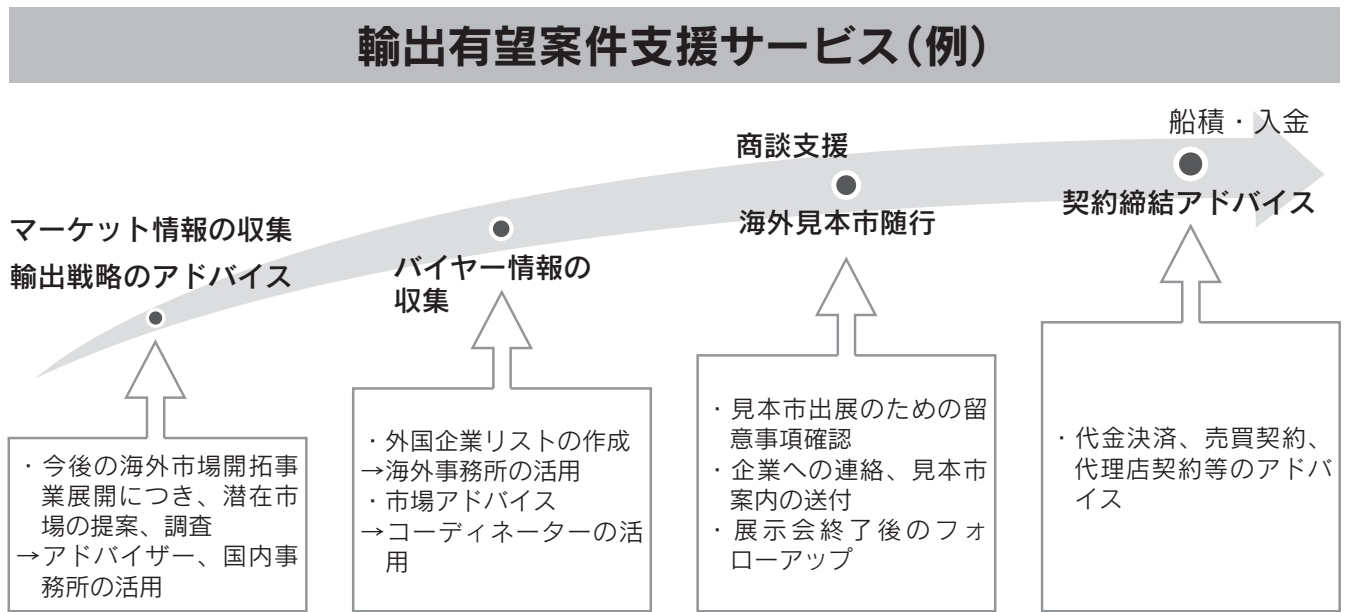 輸出有望案件支援サービス（例）
マーケット情報の収集
輸出戦略のアドバイス
バイヤー情報の
収集
商談支援
海外見本市随行
船積・入金
契約締結アドバイス
・今後の海外市場開拓事
業展開につき、潜在市
場の提案、調査
→アドバイザー、国内事
務所の活用
・外国企業リストの作成
→海外事務所の活用
・市場アドバイス
→コーディネーターの活
用
・見本市出展のための留
意事項確認
・企業への連絡、見本市
案内の送付
・展示会終了後のフォ
ローアップ
・代金決済、売買契約、
代理店契約等のアドバ
イス